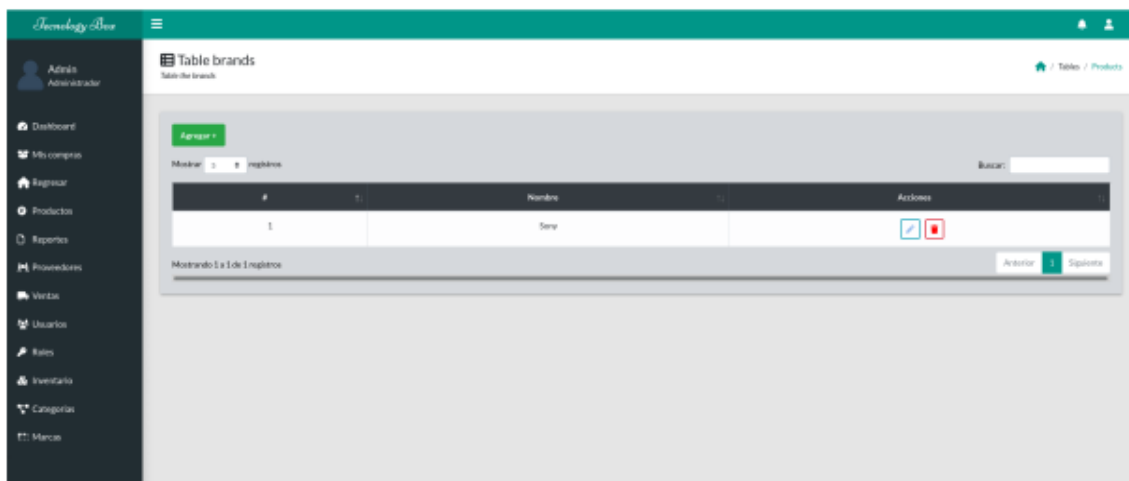 Tecnology Box
Admin
Administrador
Dashboard
Mis compras
Regresar
Productos
Reportes
Proveedores
Ventas
Usuarios
Roles
Inventario
Categorias
Marcas
Table brands
Table the brands
/ Tables / Products
Agregar +
Mostrar 5 registros
Buscar:
# Nombre Acciones
1 Sony
Mostrando 1 a 1 de 1 registros
Anterior 1 Siguiente